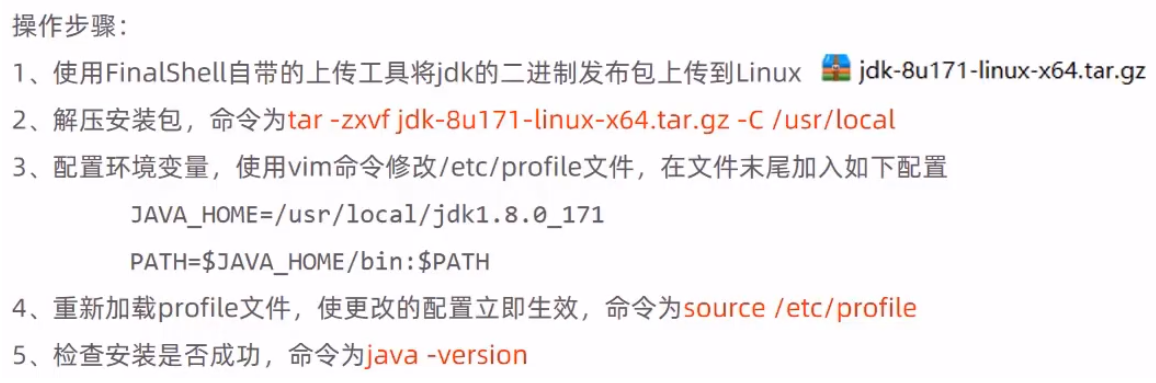 操作步骤：
1、使用FinalShell自带的上传工具将jdk的二进制发布包上传到Linux jdk-8u171-linux-x64.tar.gz
2、解压安装包，命令为tar -zxvf jdk-8u171-linux-x64.tar.gz -C /usr/local
3、配置环境变量，使用vim命令修改/etc/profile文件，在文件末尾加入如下配置
JAVA_HOME=/usr/local/jdk1.8.0_171
PATH=$JAVA_HOME/bin:$PATH
4、重新加载profile文件，使更改的配置立即生效，命令为source /etc/profile
5、检查安装是否成功，命令为java -version